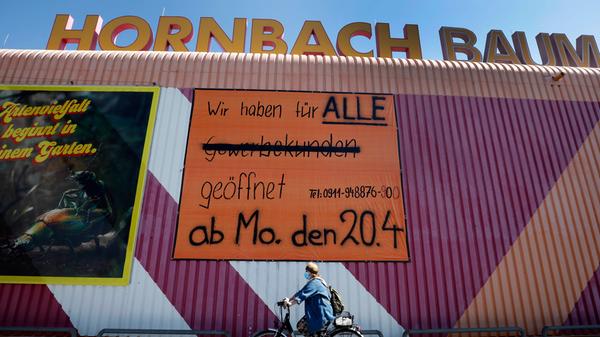 HORNBACH BAUM
Artenvielfalt
beginnt in
einem Garten.
Wir haben für ALLE
Gewerbekunden
geöffnet
Tel: 0911-948876-300
ab Mo. den 20.4